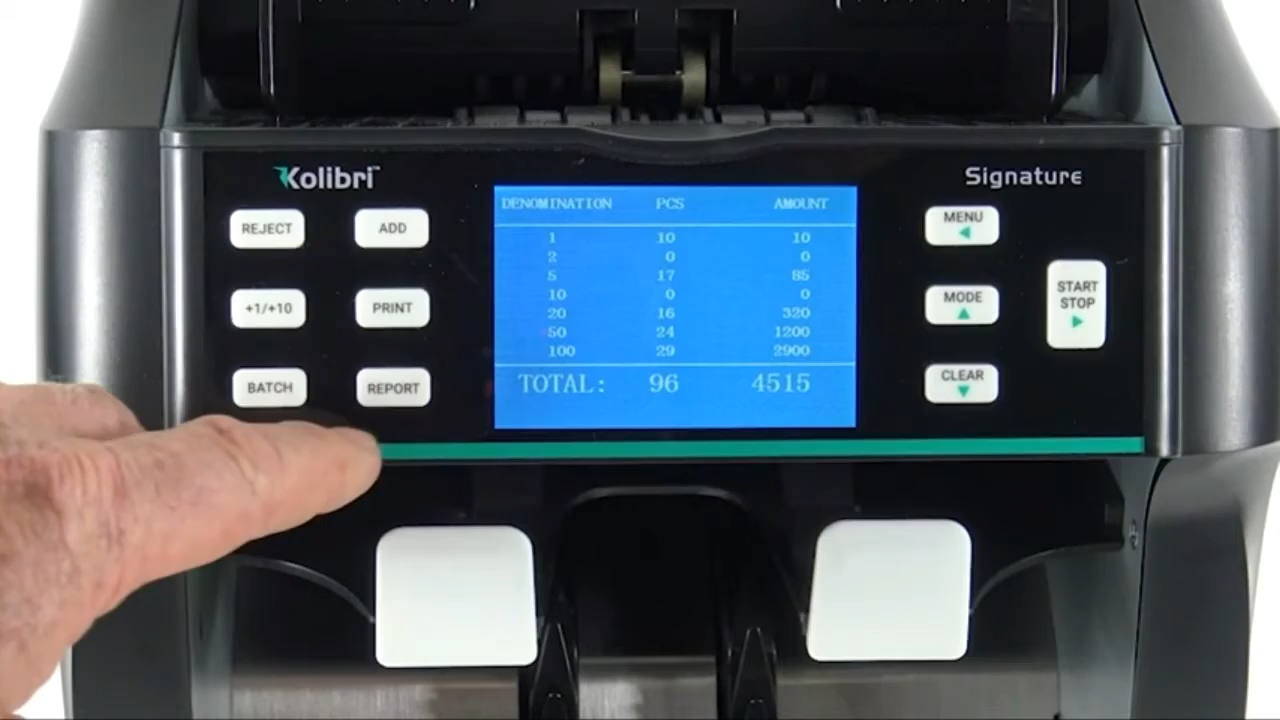 Kolibri™
Signature
REJECT
ADD
+1/+10
PRINT
BATCH
REPORT
DENOMINATION PCS AMOUNT
1 10 10
2 0 0
5 17 85
10 0 0
20 16 320
50 24 1200
100 29 2900
TOTAL: 96 4515
MENU
MODE
CLEAR
START
STOP